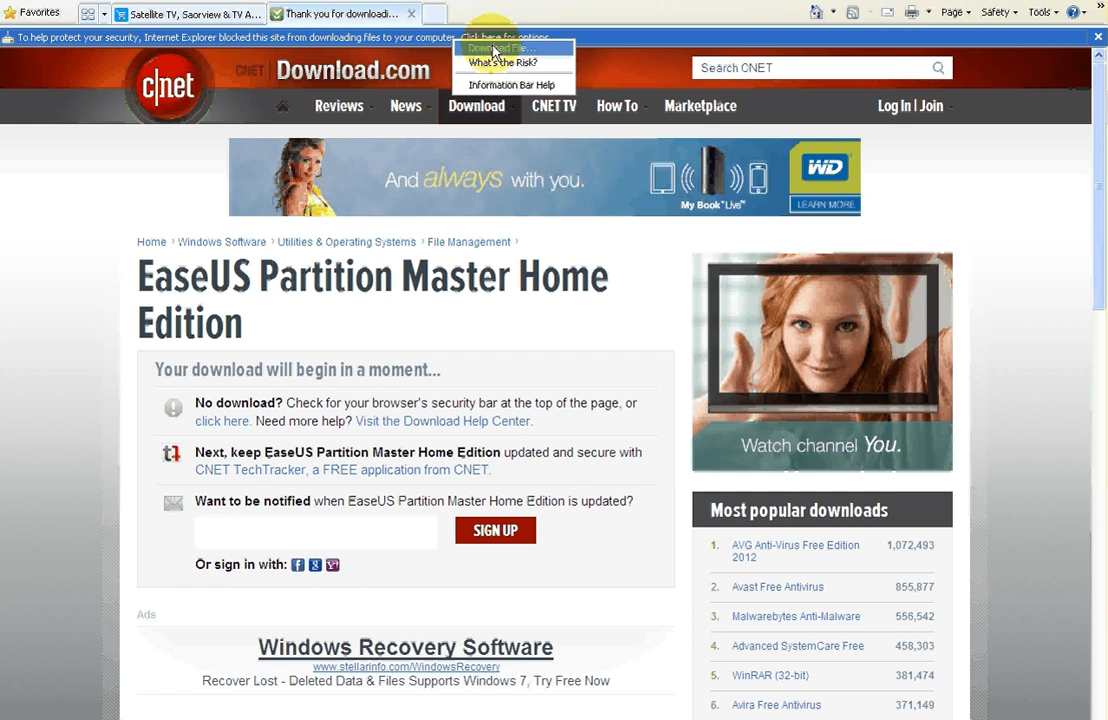 Favorites
Satellite TV, Saorview & TV A...
Thank you for downloadi...
Page
Safety
Tools
To help protect your security, Internet Explorer blocked this site from downloading files to your computer. Click here for options...
Download File...
What's the Risk?
Information Bar Help
c|net
CNET Download.com
Search CNET
Reviews
News
Download
CNET TV
How To
Marketplace
Log In | Join
And always with you.
My Book Live™
WD
LEARN MORE
Home › Windows Software › Utilities & Operating Systems › File Management ›
EaseUS Partition Master Home
Edition
Your download will begin in a moment...
No download? Check for your browser's security bar at the top of the page, or
click here. Need more help? Visit the Download Help Center.
Next, keep EaseUS Partition Master Home Edition updated and secure with
CNET TechTracker, a FREE application from CNET.
Want to be notified when EaseUS Partition Master Home Edition is updated?
SIGN UP
Or sign in with:
Ads
Windows Recovery Software
www.stellarinfo.com/WindowsRecovery
Recover Lost - Deleted Data & Files Supports Windows 7, Try Free Now
Watch channel You.
Most popular downloads
1. AVG Anti-Virus Free Edition 1,072,493
2012
2. Avast Free Antivirus 855,877
3. Malwarebytes Anti-Malware 556,542
4. Advanced SystemCare Free 458,303
5. WinRAR (32-bit) 381,474
6. Avira Free Antivirus 371,149